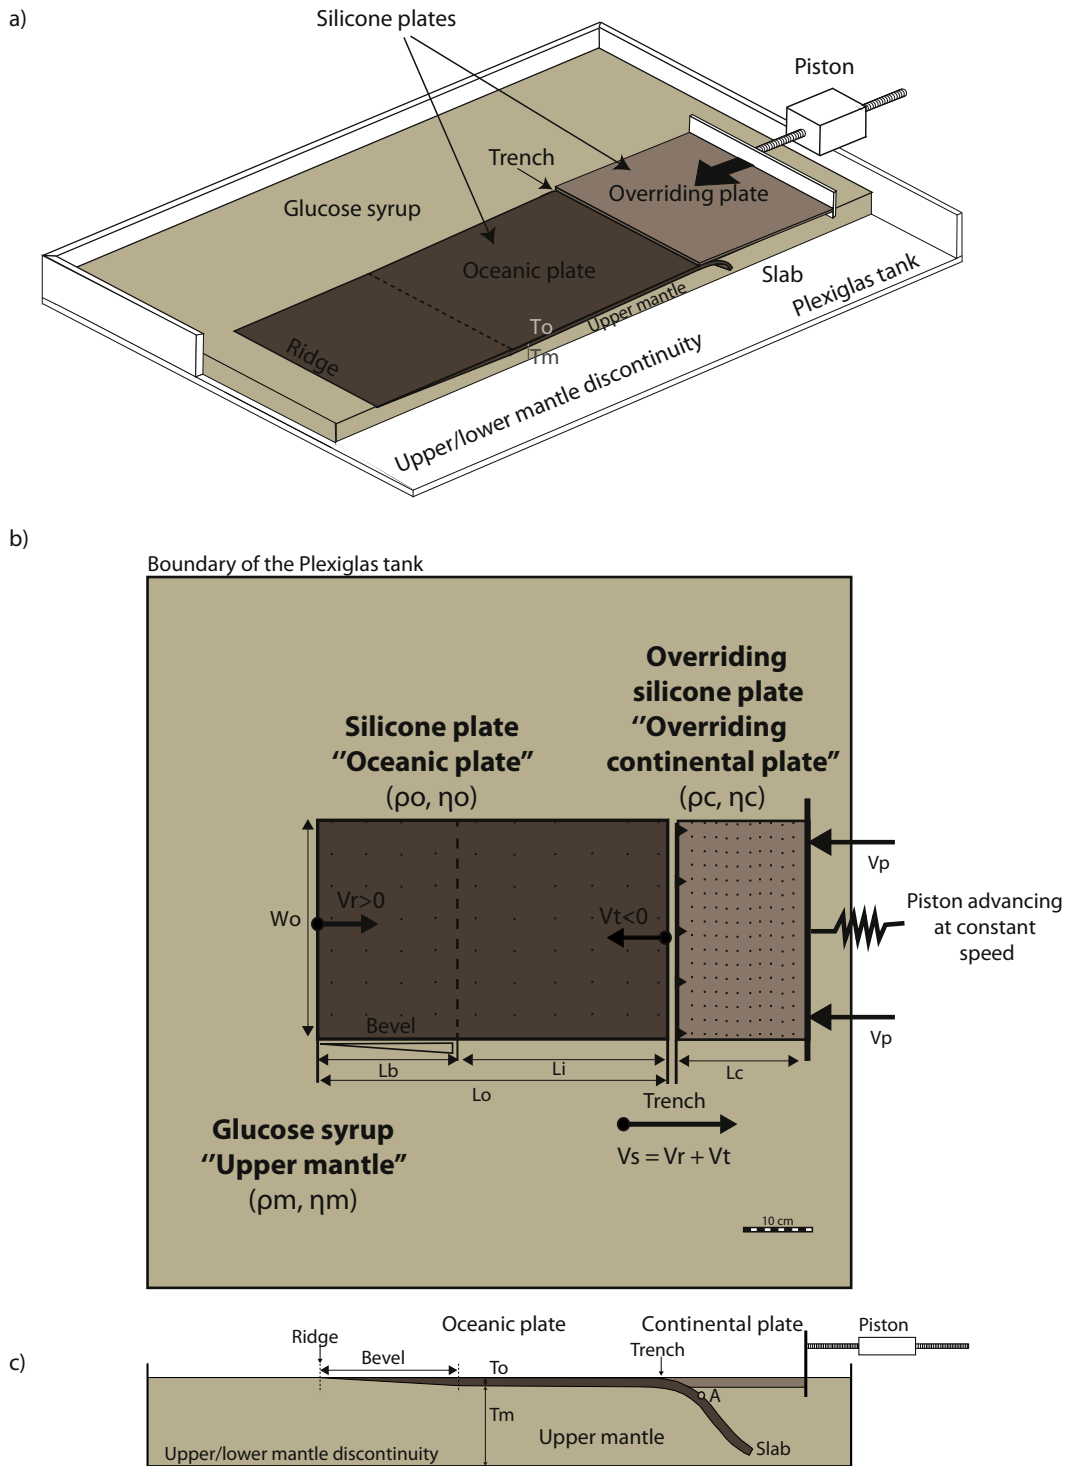 a)
Silicone plates
Piston
Trench
Overriding plate
Glucose syrup
Oceanic plate
Slab
Upper mantle
Plexiglas tank
To
Tm
Ridge
Upper/lower mantle discontinuity
b)
Boundary of the Plexiglas tank
Overriding
silicone plate
‘‘Overriding
continental plate”
(ρc, ηc)
Silicone plate
‘‘Oceanic plate”
(ρo, ηo)
Vp
Vr>0
Wo
Vt<0
Piston advancing
at constant
speed
Bevel
Vp
Lb
Li
Lc
Lo
Trench
Glucose syrup
‘‘Upper mantle”
(ρm, ηm)
Vs = Vr + Vt
10 cm
c)
Oceanic plate
Continental plate
Piston
Ridge
Trench
Bevel
To
A
Tm
Upper mantle
Slab
Upper/lower mantle discontinuity